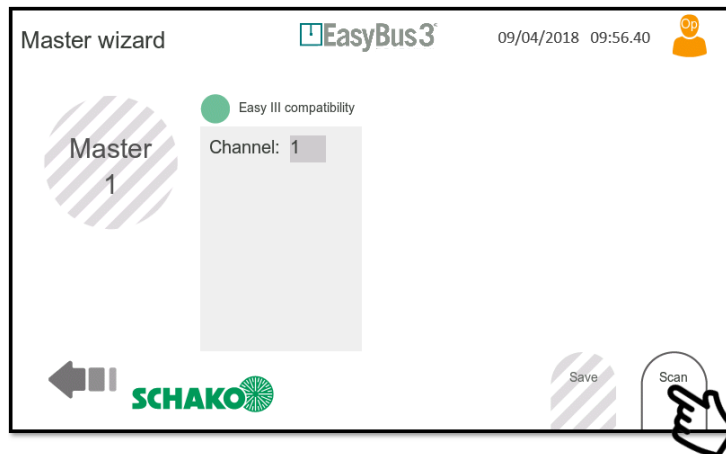 Master wizard
EasyBus3
09/04/2018 09:56.40
Op
Easy III compatibility
Master
1
Channel: 1
SCHAKO
Save
Scan